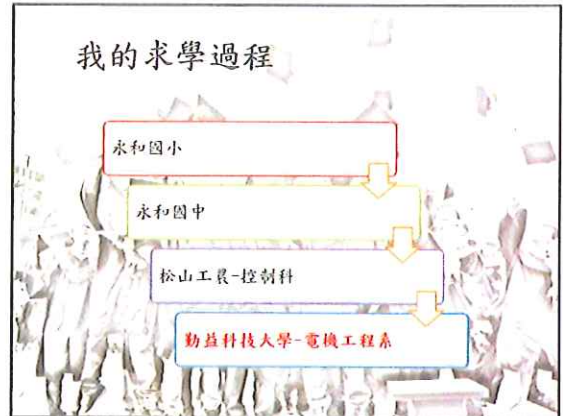 我的求學過程
永和國小
永和國中
松山工農-控制科
勤益科技大學-電機工程系